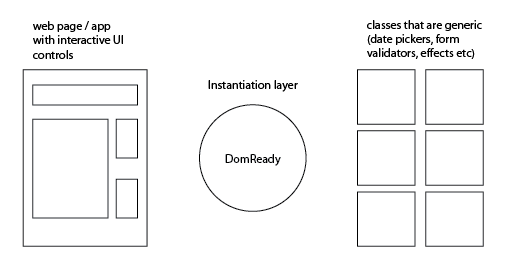 web page / app
with interactive UI
controls
Instantiation layer
DomReady
classes that are generic
(date pickers, form
validators, effects etc)